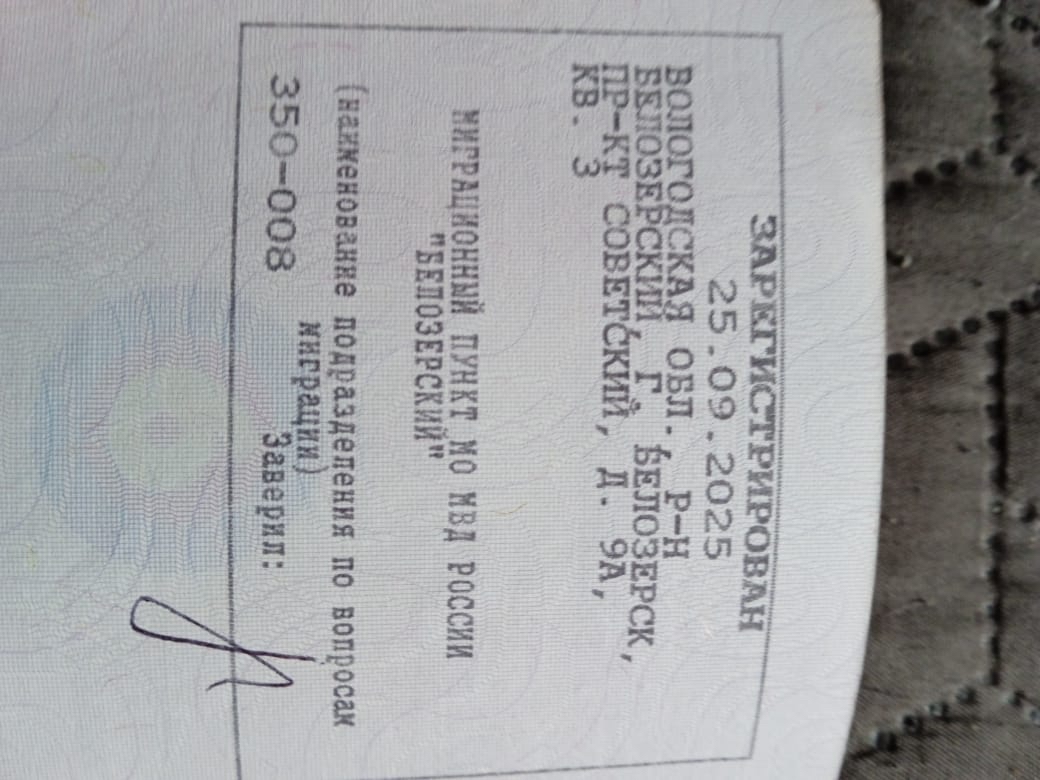 ЗАРЕГИСТРИРОВАН
25.09.2025
ВОЛОГОДСКАЯ ОБЛ., Р-Н
БЕЛОЗЕРСКИЙ, Г. БЕЛОЗЕРСК,
ПР-КТ СОВЕТСКИЙ, Д. 9А,
КВ. 3
МИГРАЦИОННЫЙ ПУНКТ МО МВД РОССИИ
"БЕЛОЗЕРСКИЙ"
(наименование подразделения по вопросам
миграции)
350-008 Заверил: